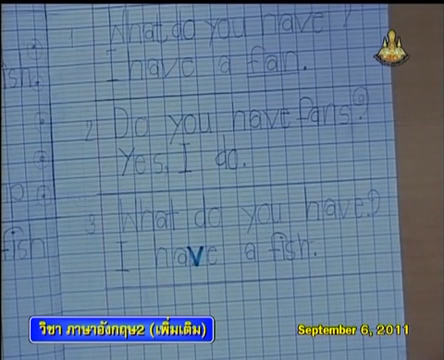 1 What do you have?
ish. I have a fan.
2 Do you have fans?
Yes, I do.
3 What do you have?
fish I have a fish.
วิชา ภาษาอังกฤษ2 (เพิ่มเติม)
September 6, 2011